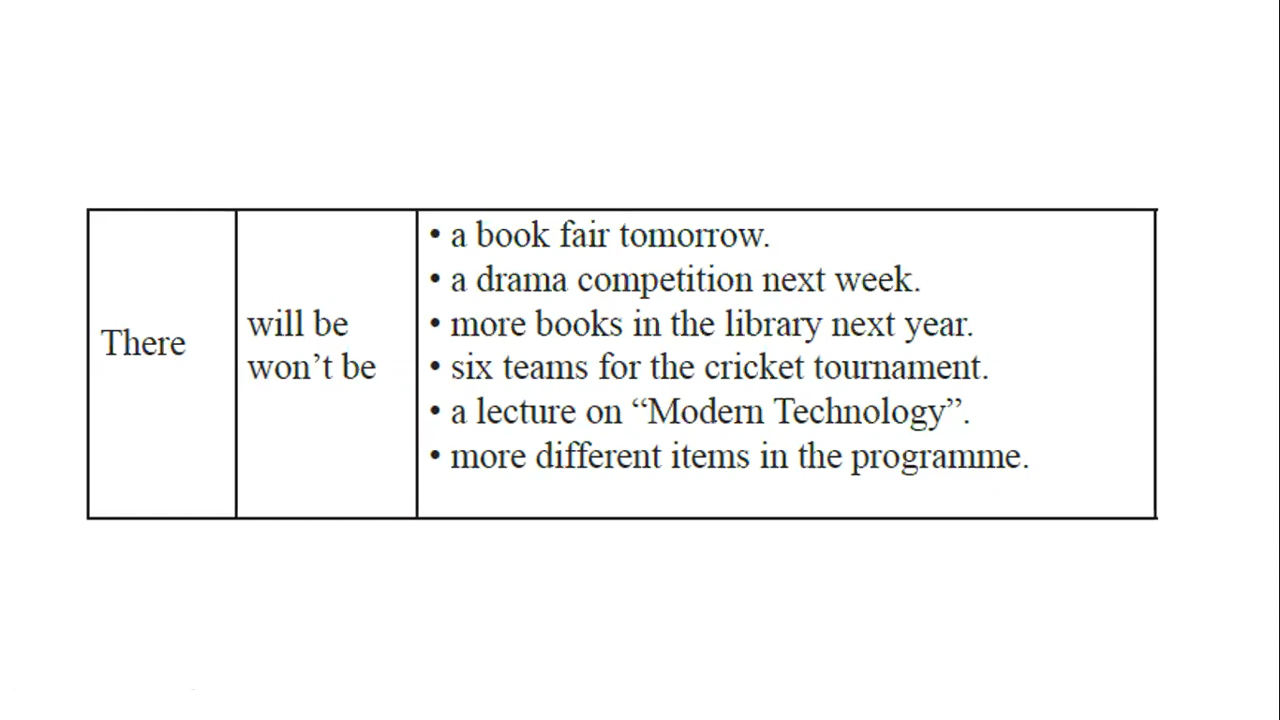 There
will be
won't be
• a book fair tomorrow.
• a drama competition next week.
• more books in the library next year.
• six teams for the cricket tournament.
• a lecture on “Modern Technology”.
• more different items in the programme.